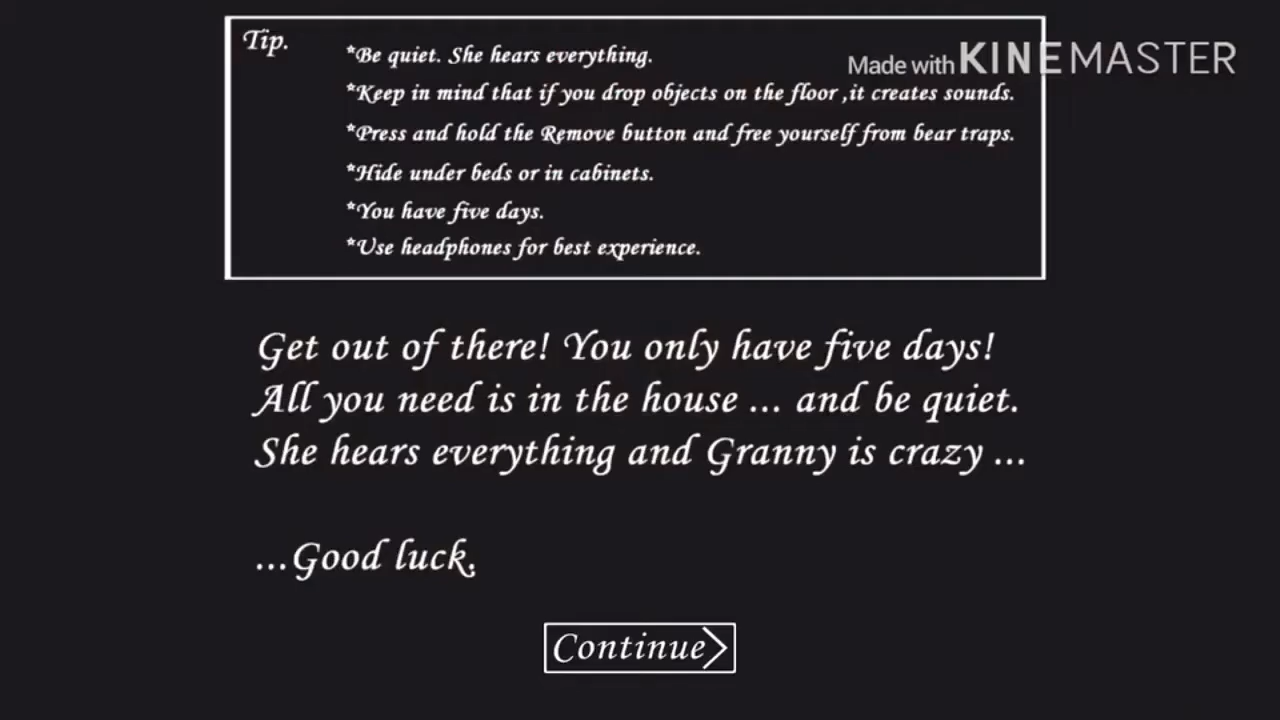 Tip.
*Be quiet. She hears everything.
Made with KINEMASTER
*Keep in mind that if you drop objects on the floor ,it creates sounds.
*Press and hold the Remove button and free yourself from bear traps.
*Hide under beds or in cabinets.
*You have five days.
*Use headphones for best experience.
Get out of there! You only have five days!
All you need is in the house ... and be quiet.
She hears everything and Granny is crazy ...
...Good luck.
Continue